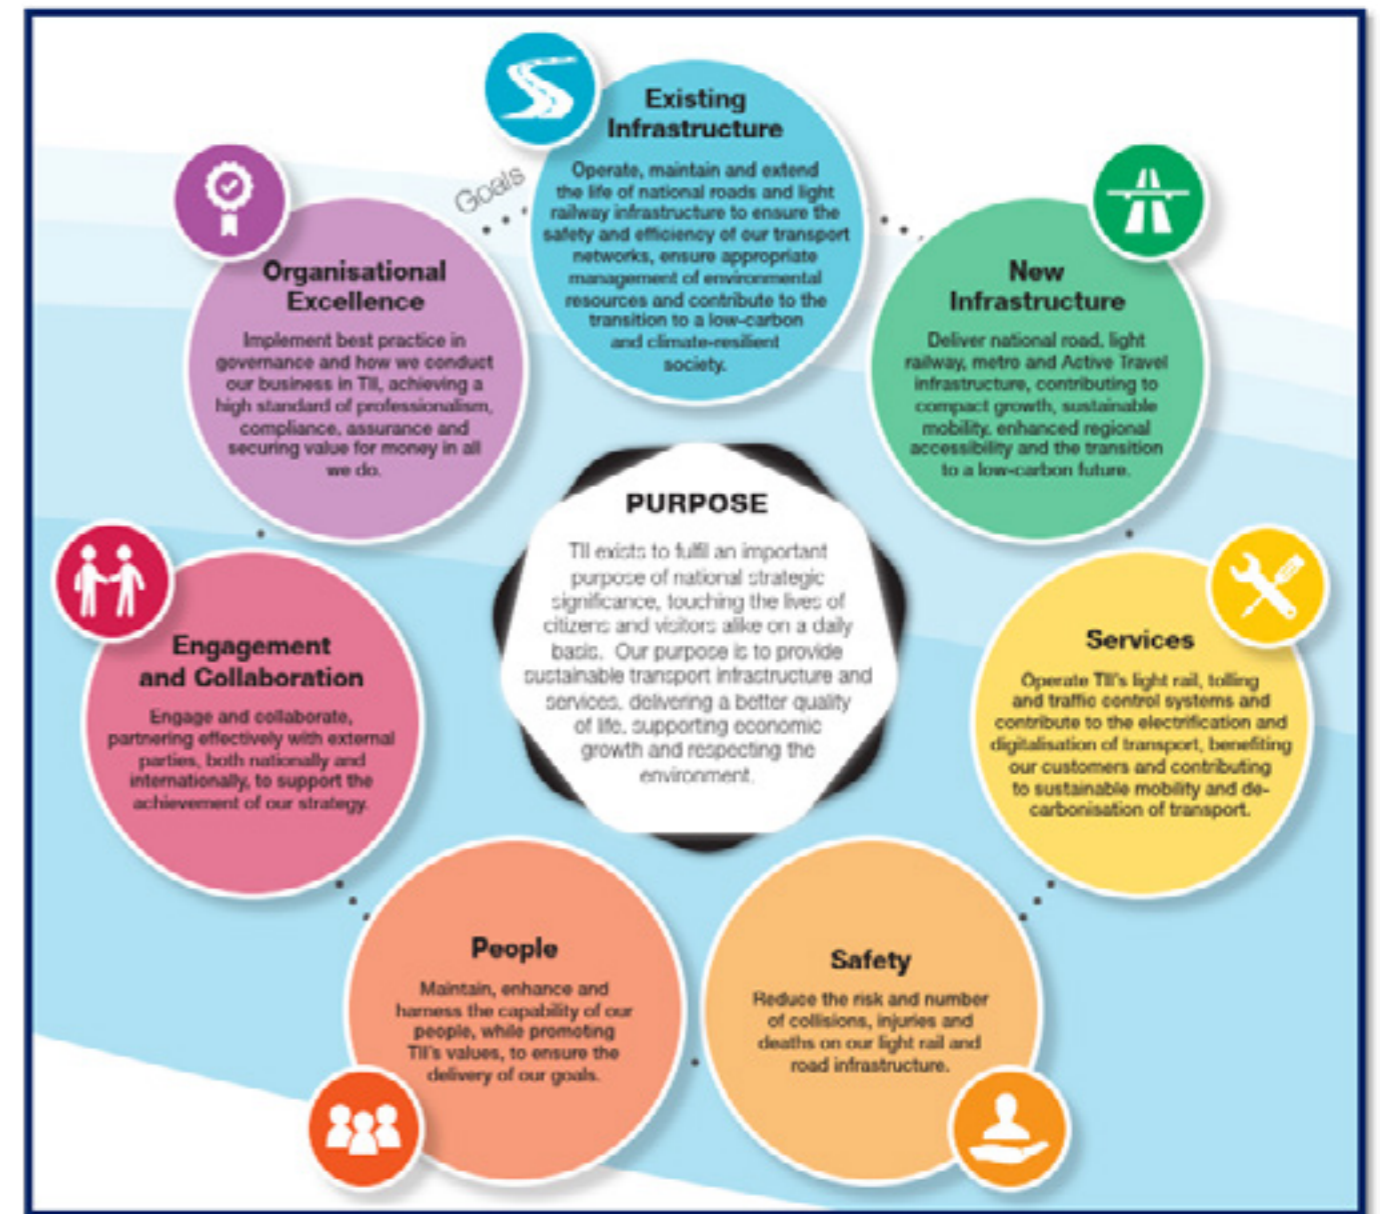 Goals
Existing
Infrastructure
Operate, maintain and extend
the life of national roads and light
railway infrastructure to ensure the
safety and efficiency of our transport
networks, ensure appropriate
management of environmental
resources and contribute to the
transition to a low-carbon
and climate-resilient
society.
New
Infrastructure
Deliver national road, light
railway, metro and Active Travel
infrastructure, contributing to
compact growth, sustainable
mobility, enhanced regional
accessibility and the transition
to a low-carbon future.
Services
Operate TII's light rail, tolling
and traffic control systems and
contribute to the electrification and
digitalisation of transport, benefiting
our customers and contributing
to sustainable mobility and de-
carbonisation of transport.
Safety
Reduce the risk and number
of collisions, injuries and
deaths on our light rail and
road infrastructure.
People
Maintain, enhance and
harness the capability of our
people, while promoting
TII's values, to ensure the
delivery of our goals.
Engagement
and Collaboration
Engage and collaborate,
partnering effectively with external
parties, both nationally and
internationally, to support the
achievement of our strategy.
Organisational
Excellence
Implement best practice in
governance and how we conduct
our business in TII, achieving a
high standard of professionalism,
compliance, assurance and
securing value for money in all
we do.
PURPOSE
TII exists to fulfil an important
purpose of national strategic
significance, touching the lives of
citizens and visitors alike on a daily
basis. Our purpose is to provide
sustainable transport infrastructure and
services, delivering a better quality
of life, supporting economic
growth and respecting the
environment.